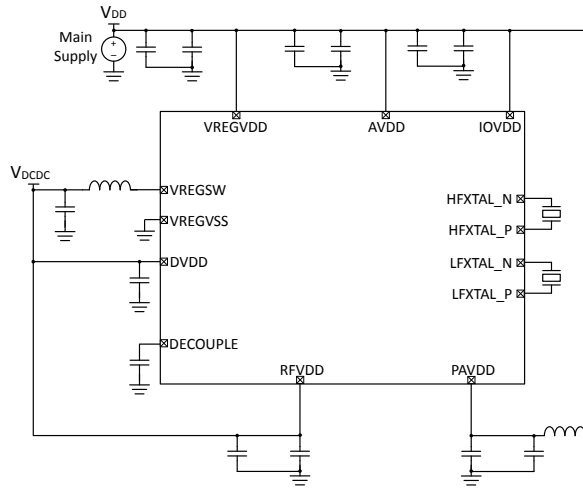 VDD
Main
Supply
+
–
VREGVDD
AVDD
IOVDD
VDCDC
VREGSW
VREGVSS
DVDD
DECOUPLE
HFXTAL_N
HFXTAL_P
LFXTAL_N
LFXTAL_P
RFVDD
PAVDD